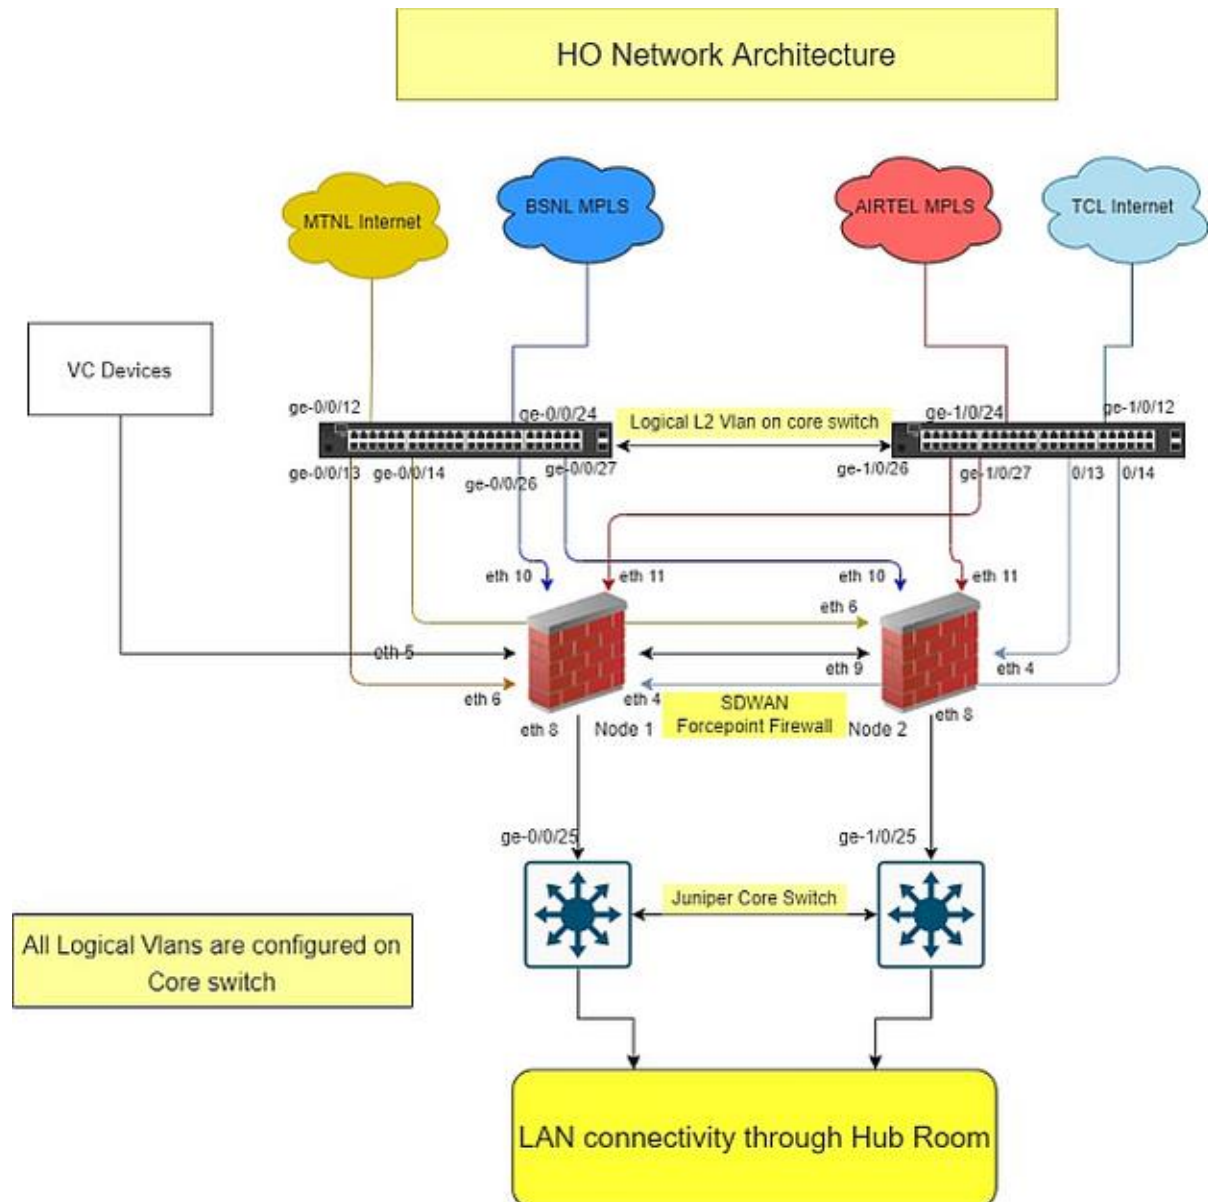 HO Network Architecture
MTNL Internet
BSNL MPLS
AIRTEL MPLS
TCL Internet
VC Devices
ge-0/0/12
ge-0/0/24
Logical L2 Vlan on core switch
ge-1/0/24
ge-1/0/12
ge-0/0/13
ge-0/0/14
ge-0/0/26
ge-0/0/27
ge-1/0/26
ge-1/0/27
0/13
0/14
eth 10
eth 11
eth 10
eth 11
eth 6
eth 5
eth 9
eth 4
eth 6
eth 4
SDWAN
Forcepoint Firewall
eth 8
Node 1
Node 2
eth 8
ge-0/0/25
ge-1/0/25
Juniper Core Switch
All Logical Vlans are configured on
Core switch
LAN connectivity through Hub Room